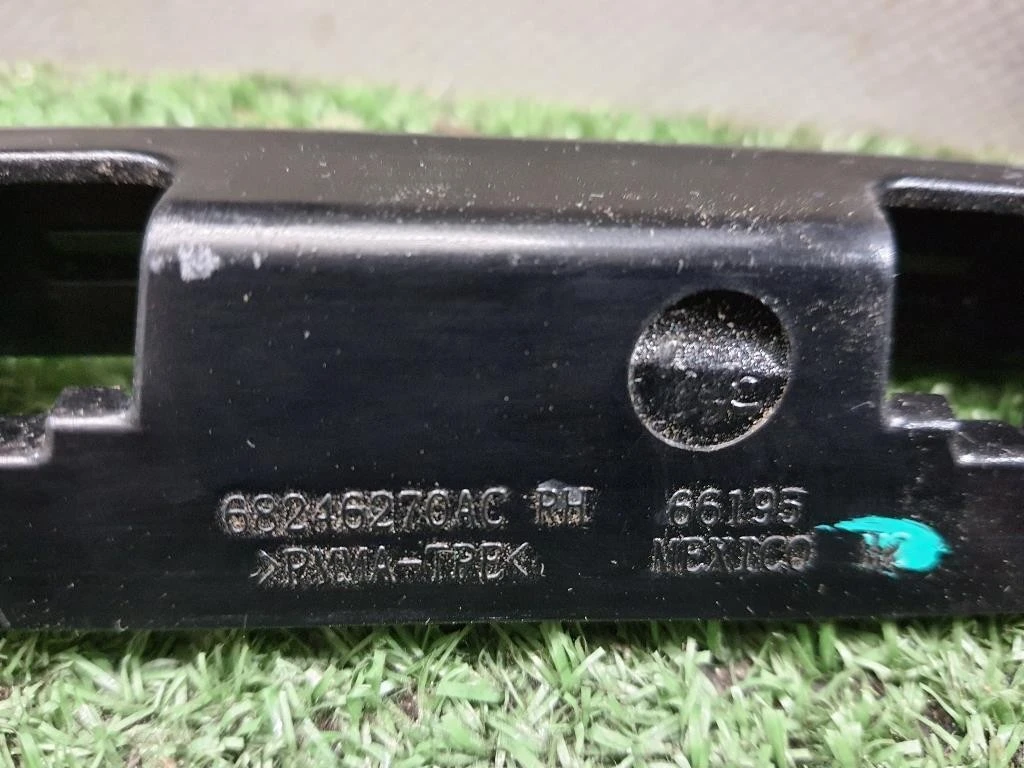 68246270AC RH 66195
>PMMA-TPE< MEXICO